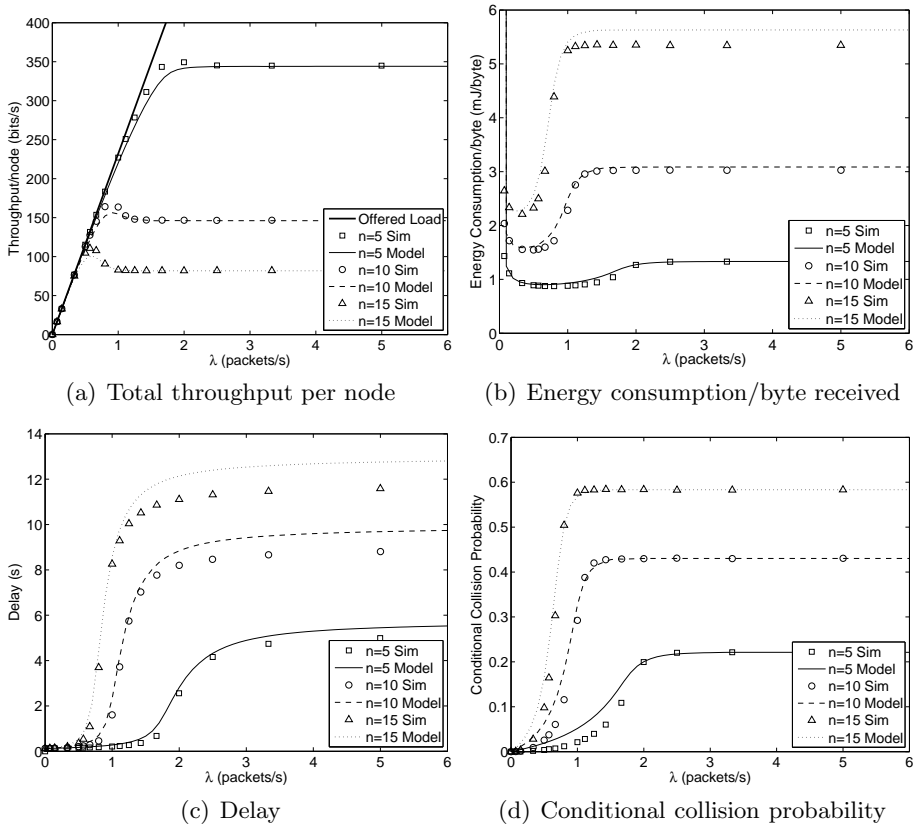 400
350
300
250
200
150
100
50
0
0 1 2 3 4 5 6
Throughput/node (bits/s)
λ (packets/s)
Offered Load
n=5 Sim
n=5 Model
n=10 Sim
n=10 Model
n=15 Sim
n=15 Model
(a) Total throughput per node
6
5
4
3
2
1
0
0 1 2 3 4 5 6
Energy Consumption/byte (mJ/byte)
λ (packets/s)
n=5 Sim
n=5 Model
n=10 Sim
n=10 Model
n=15 Sim
n=15 Model
(b) Energy consumption/byte received
14
12
10
8
6
4
2
0
0 1 2 3 4 5 6
Delay (s)
λ (packets/s)
n=5 Sim
n=5 Model
n=10 Sim
n=10 Model
n=15 Sim
n=15 Model
(c) Delay
0.7
0.6
0.5
0.4
0.3
0.2
0.1
0
0 1 2 3 4 5 6
Conditional Collision Probability
λ (packets/s)
n=5 Sim
n=5 Model
n=10 Sim
n=10 Model
n=15 Sim
n=15 Model
(d) Conditional collision probability